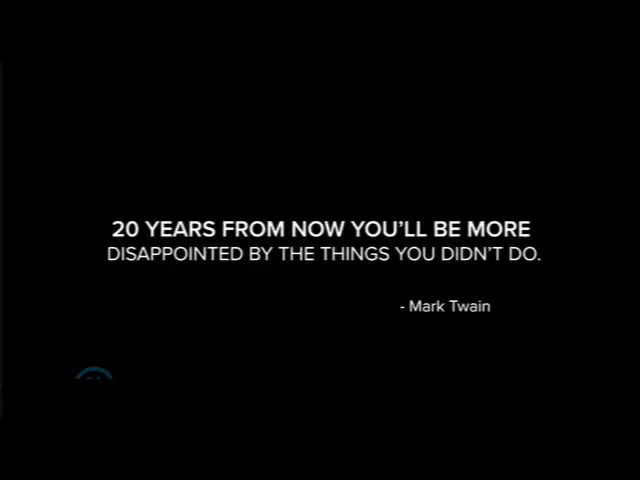 20 YEARS FROM NOW YOU'LL BE MORE
DISAPPOINTED BY THE THINGS YOU DIDN'T DO.
- Mark Twain